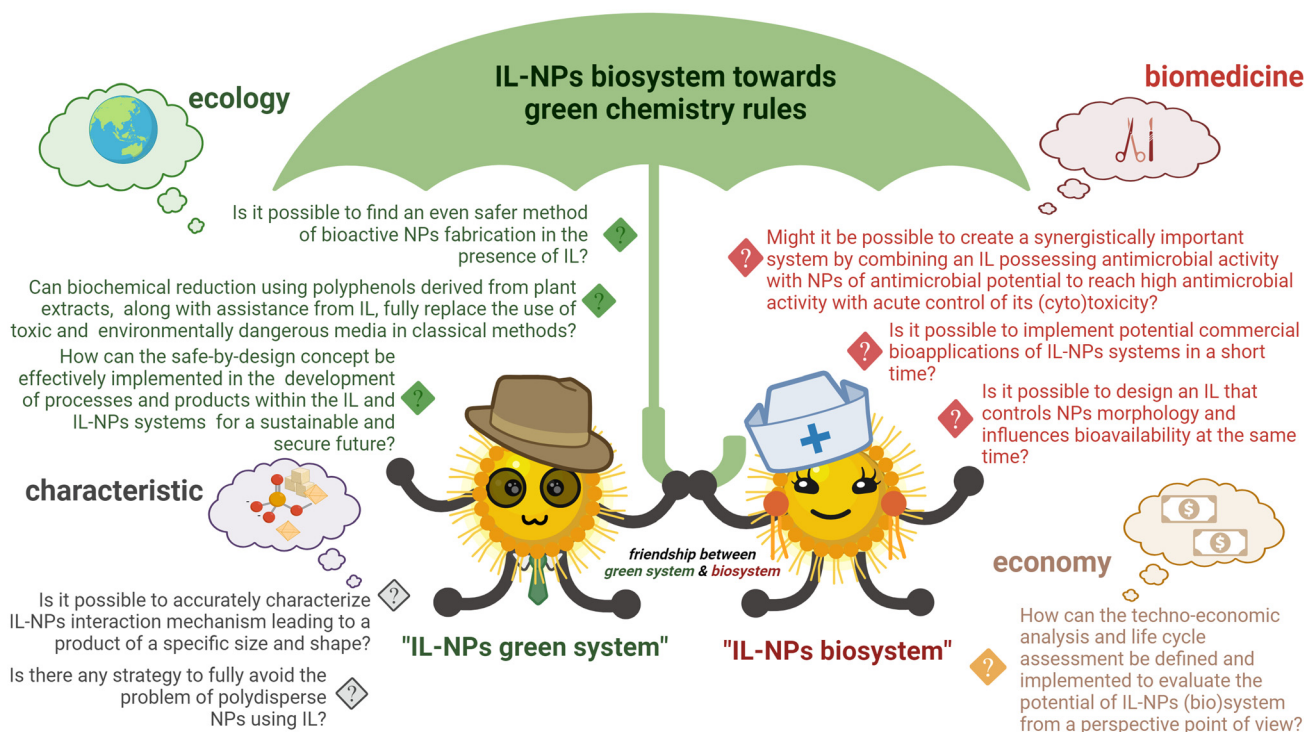 IL-NPs biosystem towards
green chemistry rules
ecology
Is it possible to find an even safer method
of bioactive NPs fabrication in the
presence of IL?
?
Can biochemical reduction using polyphenols derived from plant
extracts, along with assistance from IL, fully replace the use of
toxic and environmentally dangerous media in classical methods?
?
How can the safe-by-design concept be
effectively implemented in the development
of processes and products within the IL and
IL-NPs systems for a sustainable and
secure future?
?
biomedicine
?
Might it be possible to create a synergistically important
system by combining an IL possessing antimicrobial activity
with NPs of antimicrobial potential to reach high antimicrobial
activity with acute control of its (cyto)toxicity?
?
Is it possible to implement potential commercial
bioapplications of IL-NPs systems in a short
time?
?
Is it possible to design an IL that
controls NPs morphology and
influences bioavailability at the same
time?
characteristic
Is it possible to accurately characterize
IL-NPs interaction mechanism leading to a
product of a specific size and shape?
?
Is there any strategy to fully avoid the
problem of polydisperse
NPs using IL?
?
friendship between
green system & biosystem
"IL-NPs green system"
"IL-NPs biosystem"
economy
$
$
?
How can the techno-economic
analysis and life cycle
assessment be defined and
implemented to evaluate the
potential of IL-NPs (bio)system
from a perspective point of view?